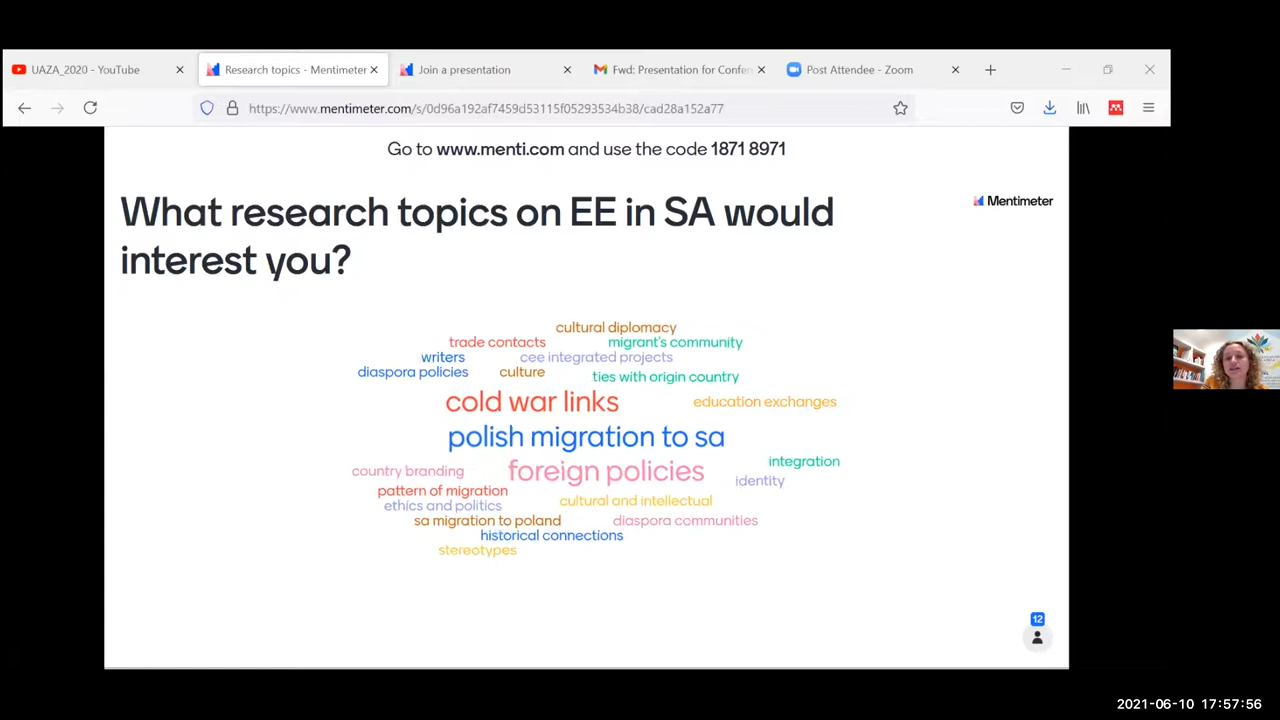 UAZA_2020 - YouTube
Research topics - Mentimeter
Join a presentation
Fwd: Presentation for Confer
Post Attendee - Zoom
https://www.mentimeter.com/s/0d96a192af7459d53115f05293534b38/cad28a152a77
Go to www.menti.com and use the code 1871 8971
What research topics on EE in SA would
interest you?
Mentimeter
cultural diplomacy
trade contacts
migrant's community
writers
cee integrated projects
diaspora policies
culture
ties with origin country
cold war links
education exchanges
polish migration to sa
integration
country branding
foreign policies
identity
pattern of migration
cultural and intellectual
ethics and politics
sa migration to poland
diaspora communities
historical connections
stereotypes
12
2021-06-10 17:57:56